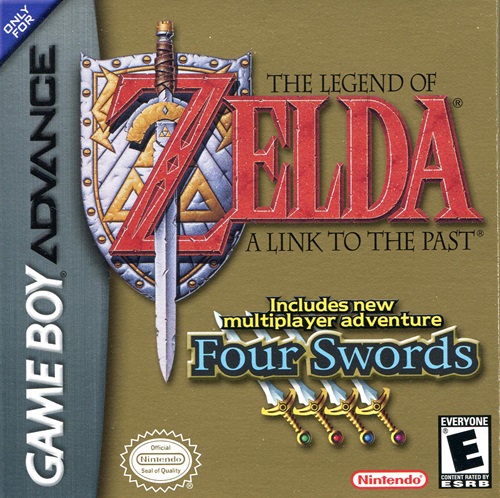 ONLY
FOR
GAME BOY ADVANCE
THE LEGEND OF
ZELDA®
A LINK TO THE PAST®
Includes new
multiplayer adventure
Four Swords
Official
Nintendo
Seal of Quality
Nintendo
EVERYONE
E
CONTENT RATED BY
ESRB